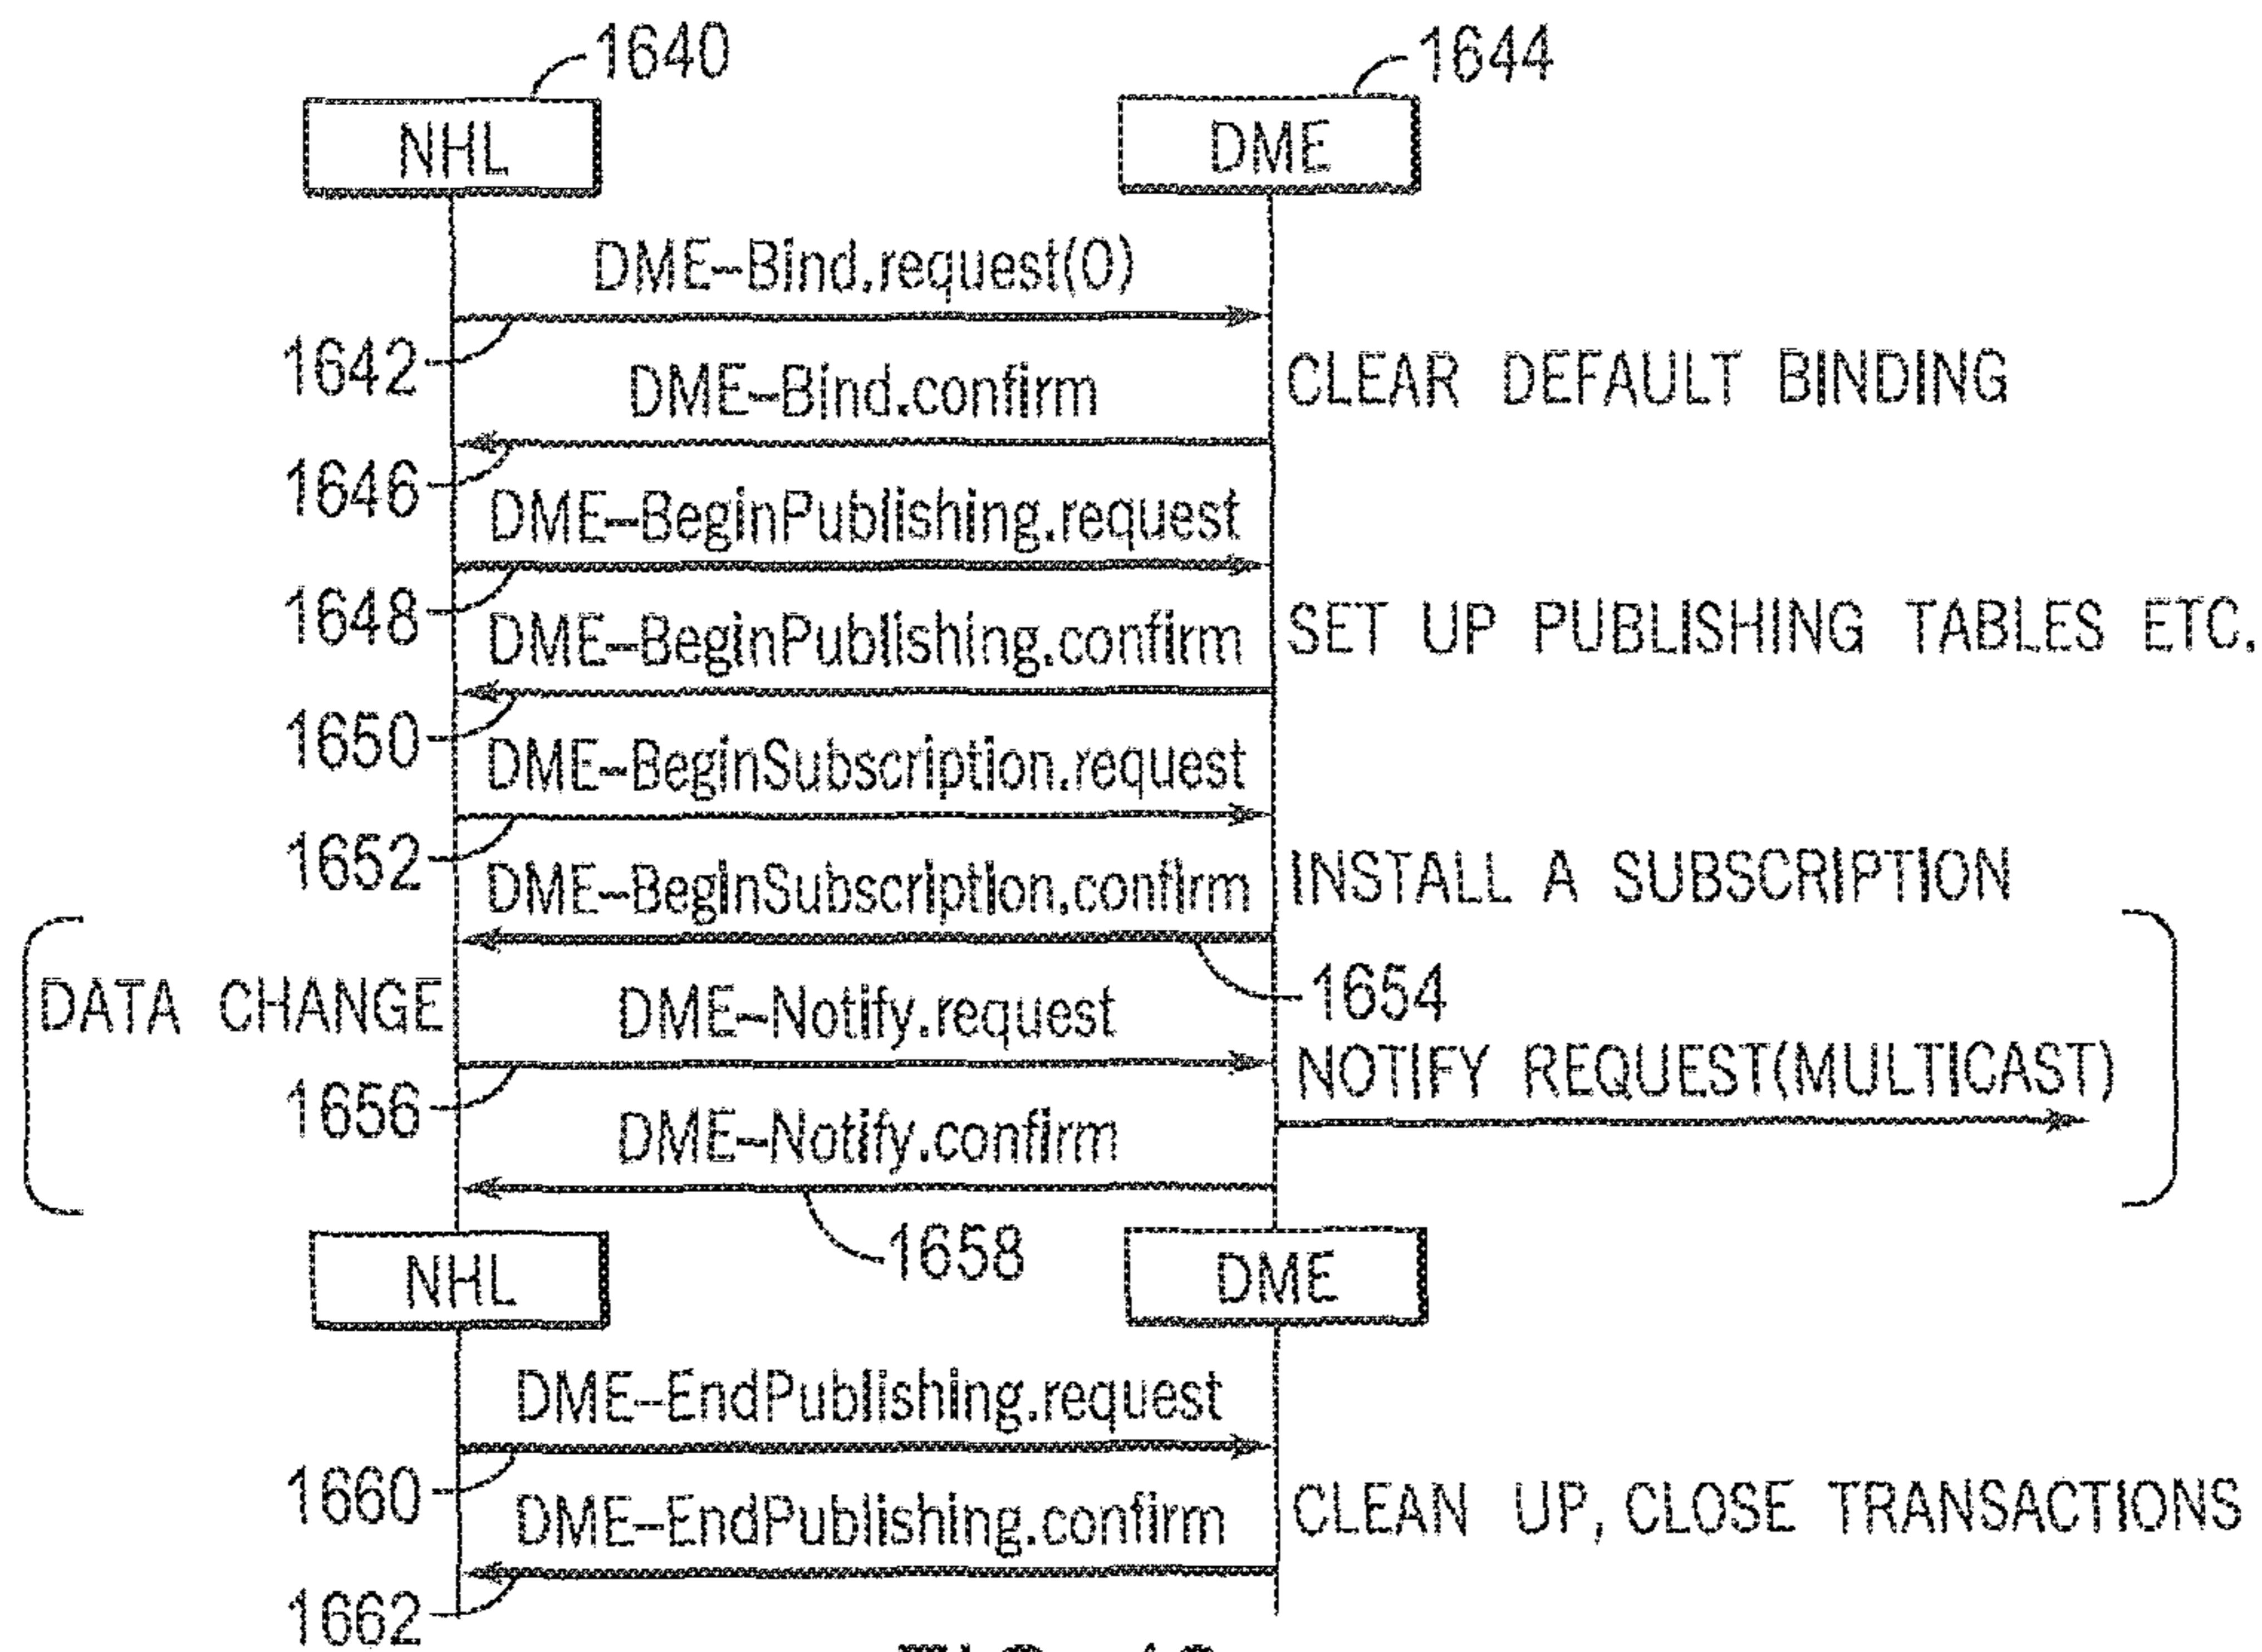 1640
1644
NHL
DME
DME-Bind.request(0)
1642
DME-Bind.confirm
CLEAR DEFAULT BINDING
1646
DME-BeginPublishing.request
1648
DME-BeginPublishing.confirm
SET UP PUBLISHING TABLES ETC.
1650
DME-BeginSubscription.request
1652
DME-BeginSubscription.confirm
INSTALL A SUBSCRIPTION
DATA CHANGE
DME-Notify.request
1654
NOTIFY REQUEST(MULTICAST)
1656
DME-Notify.confirm
1658
NHL
DME
DME-EndPublishing.request
1660
DME-EndPublishing.confirm
CLEAN UP, CLOSE TRANSACTIONS
1662